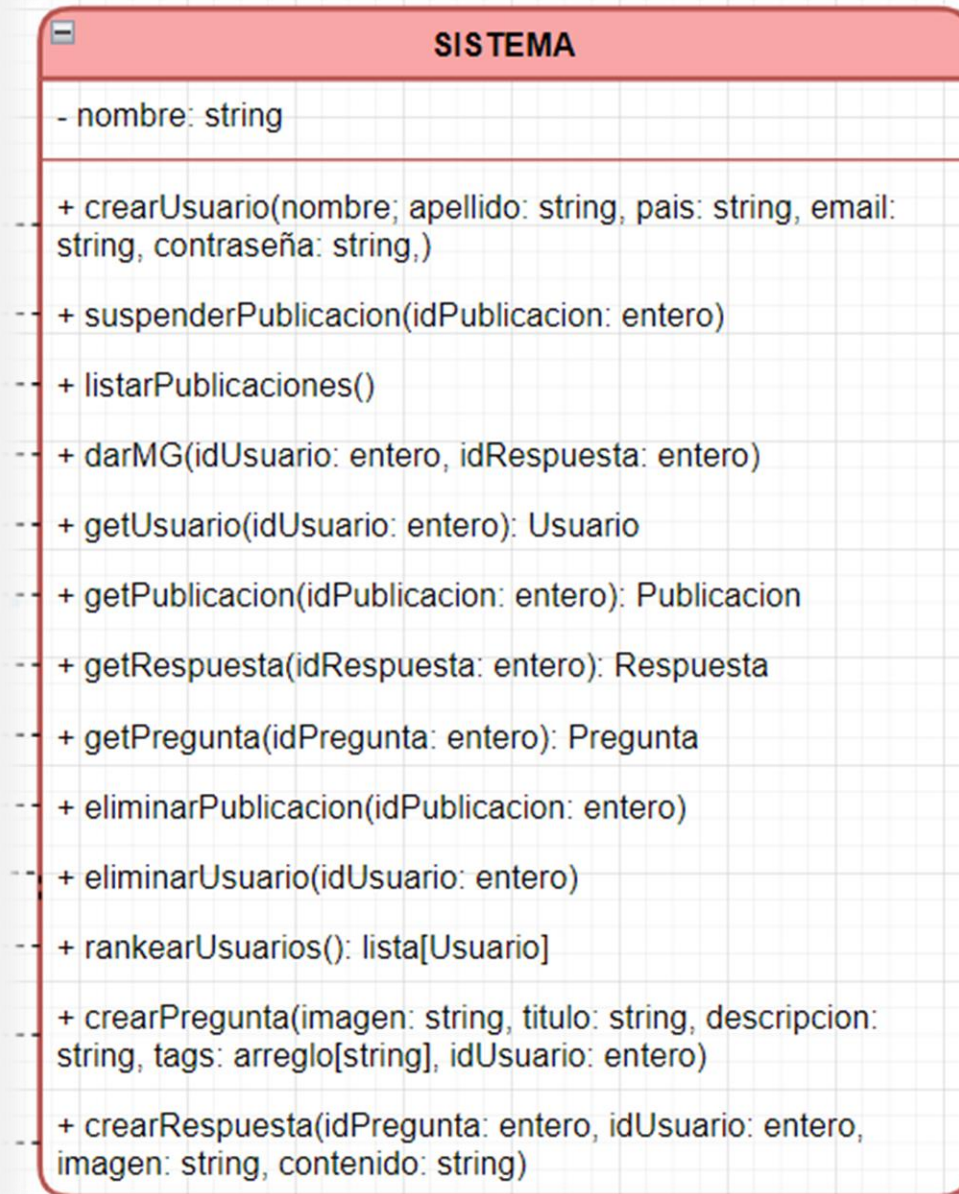 SISTEMA
- nombre: string
+ crearUsuario(nombre; apellido: string, pais: string, email:
string, contraseña: string,)
+ suspenderPublicacion(idPublicacion: entero)
+ listarPublicaciones()
+ darMG(idUsuario: entero, idRespuesta: entero)
+ getUsuario(idUsuario: entero): Usuario
+ getPublicacion(idPublicacion: entero): Publicacion
+ getRespuesta(idRespuesta: entero): Respuesta
+ getPregunta(idPregunta: entero): Pregunta
+ eliminarPublicacion(idPublicacion: entero)
+ eliminarUsuario(idUsuario: entero)
+ rankearUsuarios(): lista[Usuario]
+ crearPregunta(imagen: string, titulo: string, descripcion:
string, tags: arreglo[string], idUsuario: entero)
+ crearRespuesta(idPregunta: entero, idUsuario: entero,
imagen: string, contenido: string)